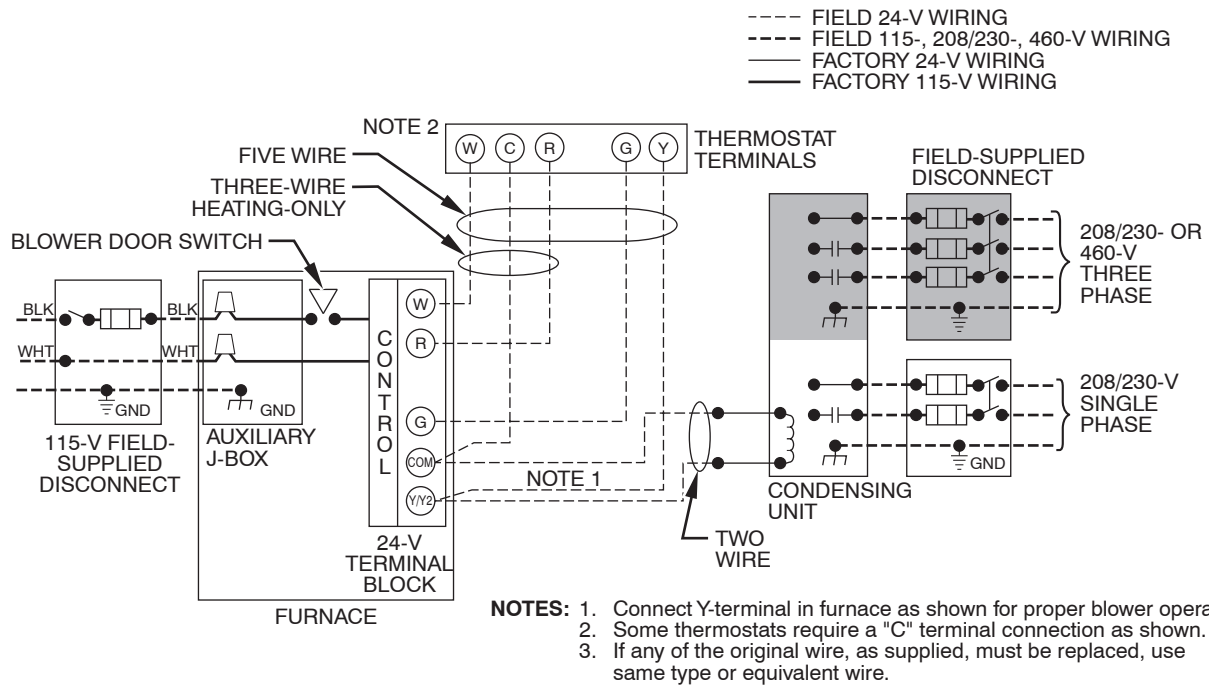 FIELD 24-V WIRING
FIELD 115-, 208/230-, 460-V WIRING
FACTORY 24-V WIRING
FACTORY 115-V WIRING
NOTE 2
W C R G Y
THERMOSTAT
TERMINALS
FIVE WIRE
THREE-WIRE
HEATING-ONLY
BLOWER DOOR SWITCH
FIELD-SUPPLIED
DISCONNECT
208/230- OR
460-V
THREE
PHASE
BLK
BLK
WHT
WHT
GND
GND
115-V FIELD-
SUPPLIED
DISCONNECT
AUXILIARY
J-BOX
CONTROL
W
R
G
COM
Y/Y2
24-V
TERMINAL
BLOCK
FURNACE
NOTE 1
TWO
WIRE
208/230-V
SINGLE
PHASE
GND
CONDENSING
UNIT
NOTES: 1. Connect Y-terminal in furnace as shown for proper blower opera
2. Some thermostats require a "C" terminal connection as shown.
3. If any of the original wire, as supplied, must be replaced, use
same type or equivalent wire.